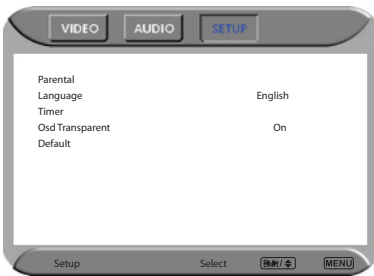 VIDEO AUDIO SETUP
Parental
Language English
Timer
Osd Transparent On
Default
Setup Select MENU